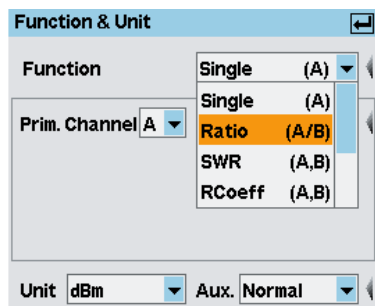 Function & Unit
Function Single (A)
Single (A)
Prim. Channel A
Ratio (A/B)
SWR (A,B)
RCoeff (A,B)
Unit dBm Aux. Normal